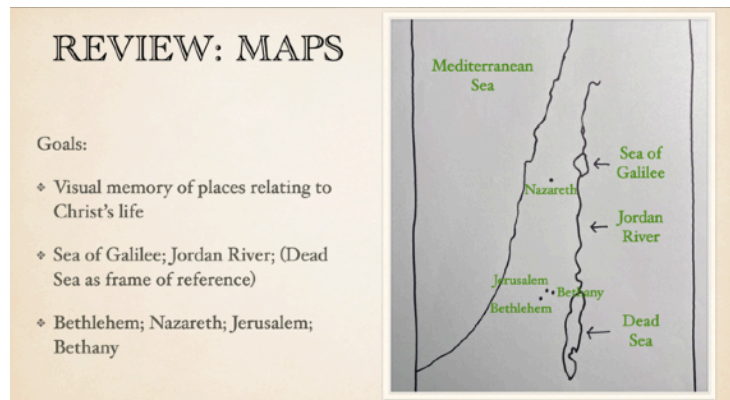 REVIEW: MAPS
Goals:
❖ Visual memory of places relating to
Christ's life
❖ Sea of Galilee; Jordan River; (Dead
Sea as frame of reference)
❖ Bethlehem; Nazareth; Jerusalem;
Bethany
Mediterranean
Sea
Sea of
Galilee
Nazareth
Jordan
River
Jerusalem
Bethany
Bethlehem
Dead
Sea